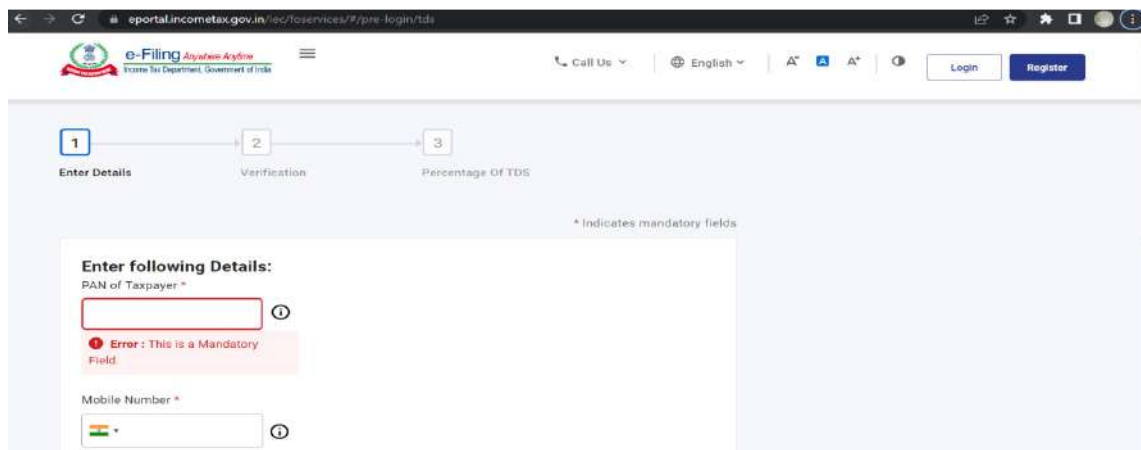 eportal.incometax.gov.in/iec/foservices/#/pre-login/tds
e-Filing Anywhere Anytime
Income Tax Department, Government of India
Call Us
English
A-
A
A+
Login
Register
1
2
3
Enter Details
Verification
Percentage Of TDS
* Indicates mandatory fields
Enter following Details:
PAN of Taxpayer *
Error : This is a Mandatory
Field.
Mobile Number *